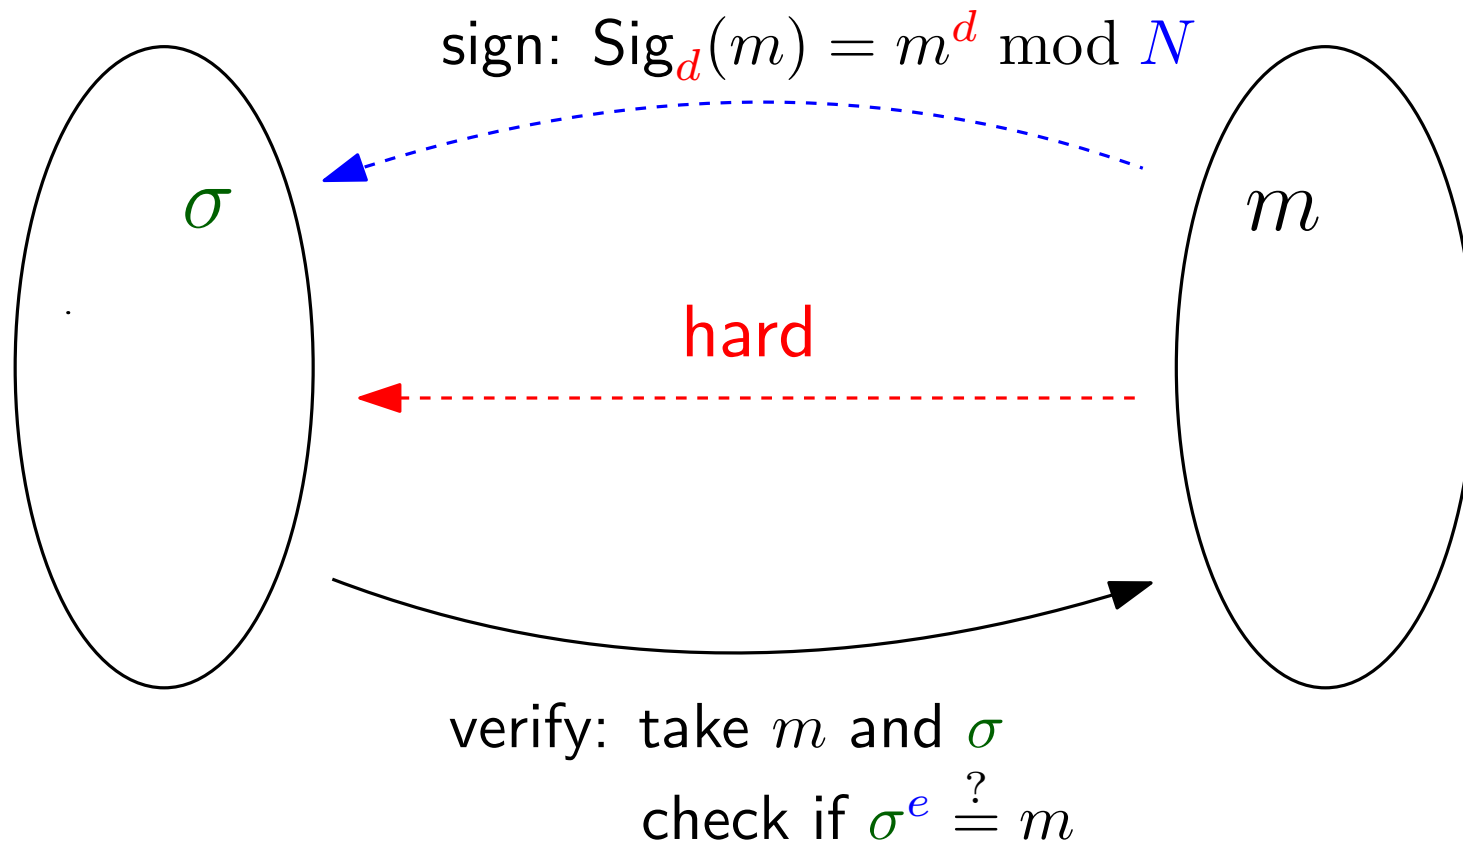 sign: Sig_d(m) = m^d mod N
σ
m
hard
verify: take m and σ
check if σ^e ≟ m